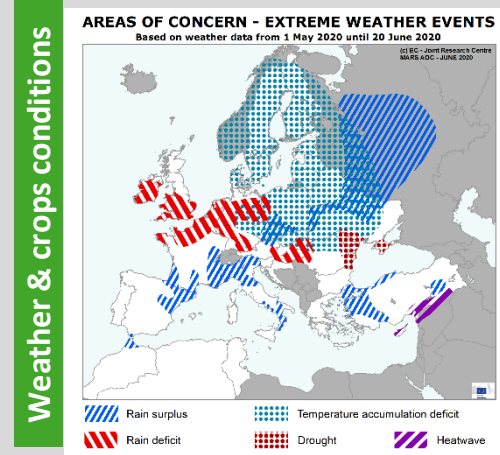 Weather & crops conditions
AREAS OF CONCERN - EXTREME WEATHER EVENTS
Based on weather data from 1 May 2020 until 20 June 2020
(c) EC - Joint Research Centre
MARS AOC - JUNE 2020
Rain surplus
Temperature accumulation deficit
Rain deficit
Drought
Heatwave